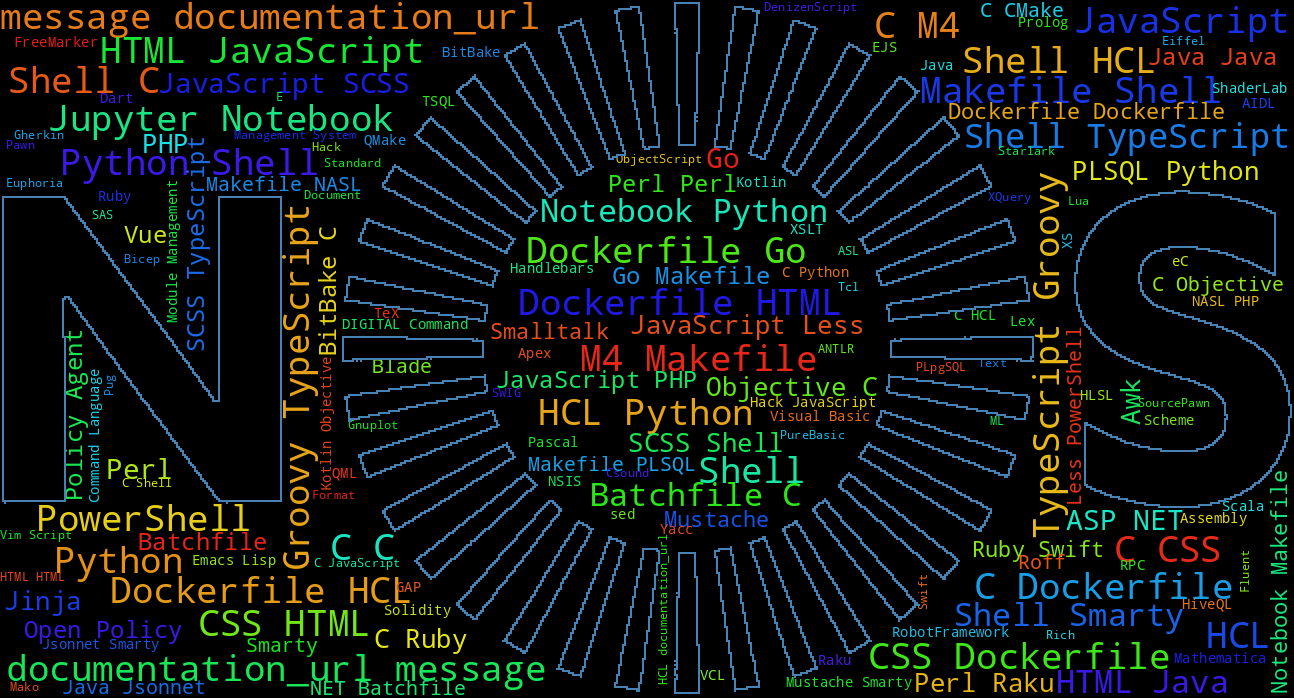 message documentation_url
DenizenScript
C CMake
C M4
Prolog
JavaScript
FreeMarker
HTML JavaScript
BitBake
EJS
Eiffel
Java
Shell HCL
Java Java
Shell C
JavaScript SCSS
Makefile Shell
ShaderLab
Dart
E
TSQL
AIDL
Dockerfile Dockerfile
Jupyter Notebook
Gherkin
PHP
Management System
QMake
Shell TypeScript
Pawn
Hack
Starlark
Python Shell
Standard
ObjectScript
Go
PLSQL Python
Euphoria
Makefile NASL
Perl Perl
Kotlin
Ruby
Document
XQuery
Lua
SAS
Module Management
SCSS TypeScript
Notebook Python
XSLT
Vue
Groovy TypeScript
BitBake C
TypeScript Groovy
XS
Bicep
Dockerfile Go
ASL
eC
Handlebars
Go Makefile
C Python
Tcl
C Objective
NASL PHP
Dockerfile HTML
TeX
DIGITAL Command
Smalltalk
JavaScript Less
C HCL
Lex
Apex
M4 Makefile
ANTLR
Policy Agent
Command Language
Pug
Blade
PLpgSQL
Text
JavaScript PHP
Objective C
SWIG
Kotlin Objective
Less PowerShell
HLSL
Awk
SourcePawn
Scheme
HCL Python
Hack JavaScript
Visual Basic
ML
Gnuplot
Pascal
SCSS Shell
PureBasic
Perl
C Shell
QML
Makefile PLSQL
Csound
Shell
NSIS
Format
Batchfile C
sed
Mustache
Yacc
PowerShell
Scala
ASP NET
Assembly
Vim Script
Batchfile
C C
Ruby Swift
C CSS
Python
Emacs Lisp
C JavaScript
Roff
RPC
Fluent
Notebook Makefile
HTML HTML
Dockerfile HCL
GAP
Swift
C Dockerfile
Jinja
Solidity
HiveQL
CSS HTML
Shell Smarty
Open Policy
C Ruby
HCL documentation_url
RobotFramework
Rich
HCL
Jsonnet Smarty
Smarty
Raku
CSS Dockerfile
Mathematica
documentation_url message
VCL
Mustache Smarty
Perl Raku
HTML Java
Mako
Java Jsonnet
NET Batchfile